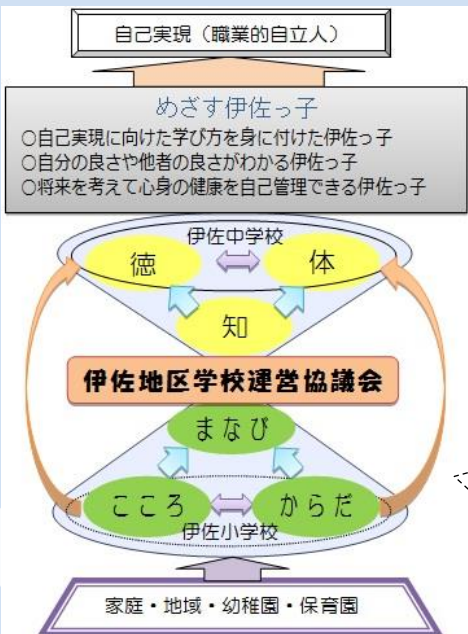 自己実現（職業的自立人）
めざす伊佐っ子
○自己実現に向けた学び方を身に付けた伊佐っ子
○自分の良さや他者の良さがわかる伊佐っ子
○将来を考えて心身の健康を自己管理できる伊佐っ子
伊佐中学校
徳
体
知
伊佐地区学校運営協議会
まなび
こころ
からだ
伊佐小学校
家庭・地域・幼稚園・保育園